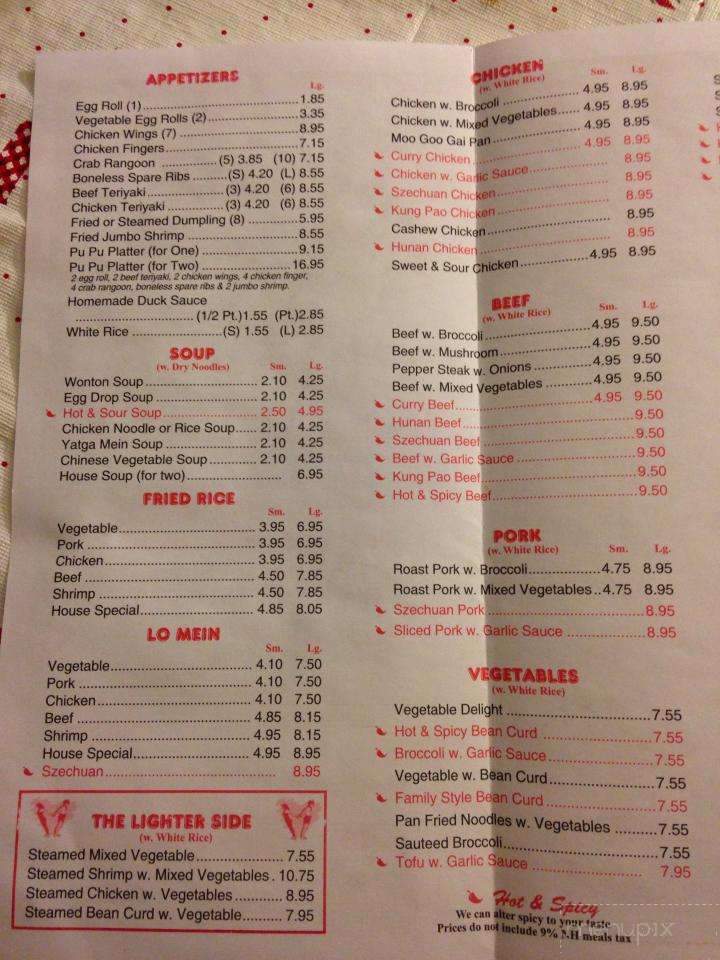 APPETIZERS
Lg.
Egg Roll (1) 1.85
Vegetable Egg Rolls (2) 3.35
Chicken Wings (7) 8.95
Chicken Fingers 7.15
Crab Rangoon (5) 3.85 (10) 7.15
Boneless Spare Ribs (S) 4.20 (L) 8.55
Beef Teriyaki (3) 4.20 (6) 8.55
Chicken Teriyaki (3) 4.20 (6) 8.55
Fried or Steamed Dumpling (8) 5.95
Fried Jumbo Shrimp 8.55
Pu Pu Platter (for One) 9.15
Pu Pu Platter (for Two) 16.95
2 egg roll, 2 beef teriyaki, 2 chicken wings, 4 chicken finger,
4 crab rangoon, boneless spare ribs & 2 jumbo shrimp.
Homemade Duck Sauce
(1/2 Pt.)1.55 (Pt.)2.85
White Rice (S) 1.55 (L) 2.85
SOUP
(w. Dry Noodles) Sm. Lg.
Wonton Soup 2.10 4.25
Egg Drop Soup 2.10 4.25
Hot & Sour Soup 2.50 4.95
Chicken Noodle or Rice Soup 2.10 4.25
Yatga Mein Soup 2.10 4.25
Chinese Vegetable Soup 2.10 4.25
House Soup (for two) 6.95
FRIED RICE
Sm. Lg.
Vegetable 3.95 6.95
Pork 3.95 6.95
Chicken 3.95 6.95
Beef 4.50 7.85
Shrimp 4.50 7.85
House Special 4.85 8.05
LO MEIN
Sm. Lg.
Vegetable 4.10 7.50
Pork 4.10 7.50
Chicken 4.10 7.50
Beef 4.85 8.15
Shrimp 4.95 8.15
House Special 4.95 8.95
Szechuan 8.95
THE LIGHTER SIDE
(w. White Rice)
Steamed Mixed Vegetable 7.55
Steamed Shrimp w. Mixed Vegetables 10.75
Steamed Chicken w. Vegetables 8.95
Steamed Bean Curd w. Vegetable 7.95
CHICKEN
(w. White Rice) Sm. Lg.
Chicken w. Broccoli 4.95 8.95
Chicken w. Mixed Vegetables 4.95 8.95
Moo Goo Gai Pan 4.95 8.95
Curry Chicken 4.95 8.95
Chicken w. Garlic Sauce 8.95
Szechuan Chicken 8.95
Kung Pao Chicken 8.95
Cashew Chicken 8.95
Hunan Chicken 8.95
Sweet & Sour Chicken 4.95 8.95
BEEF
(w. White Rice) Sm. Lg.
Beef w. Broccoli 4.95 9.50
Beef w. Mushroom 4.95 9.50
Pepper Steak w. Onions 4.95 9.50
Beef w. Mixed Vegetables 4.95 9.50
Curry Beef 4.95 9.50
Hunan Beef 9.50
Szechuan Beef 9.50
Beef w. Garlic Sauce 9.50
Kung Pao Beef 9.50
Hot & Spicy Beef 9.50
PORK
(w. White Rice) Sm. Lg.
Roast Pork w. Broccoli 4.75 8.95
Roast Pork w. Mixed Vegetables 4.75 8.95
Szechuan Pork 8.95
Sliced Pork w. Garlic Sauce 8.95
VEGETABLES
(w. White Rice)
Vegetable Delight 7.55
Hot & Spicy Bean Curd 7.55
Broccoli w. Garlic Sauce 7.55
Vegetable w. Bean Curd 7.55
Family Style Bean Curd 7.55
Pan Fried Noodles w. Vegetables 7.55
Sauteed Broccoli 7.55
Tofu w. Garlic Sauce 7.95
Hot & Spicy
We can alter spicy to your taste
Prices do not include 9% NH meals tax
menupix